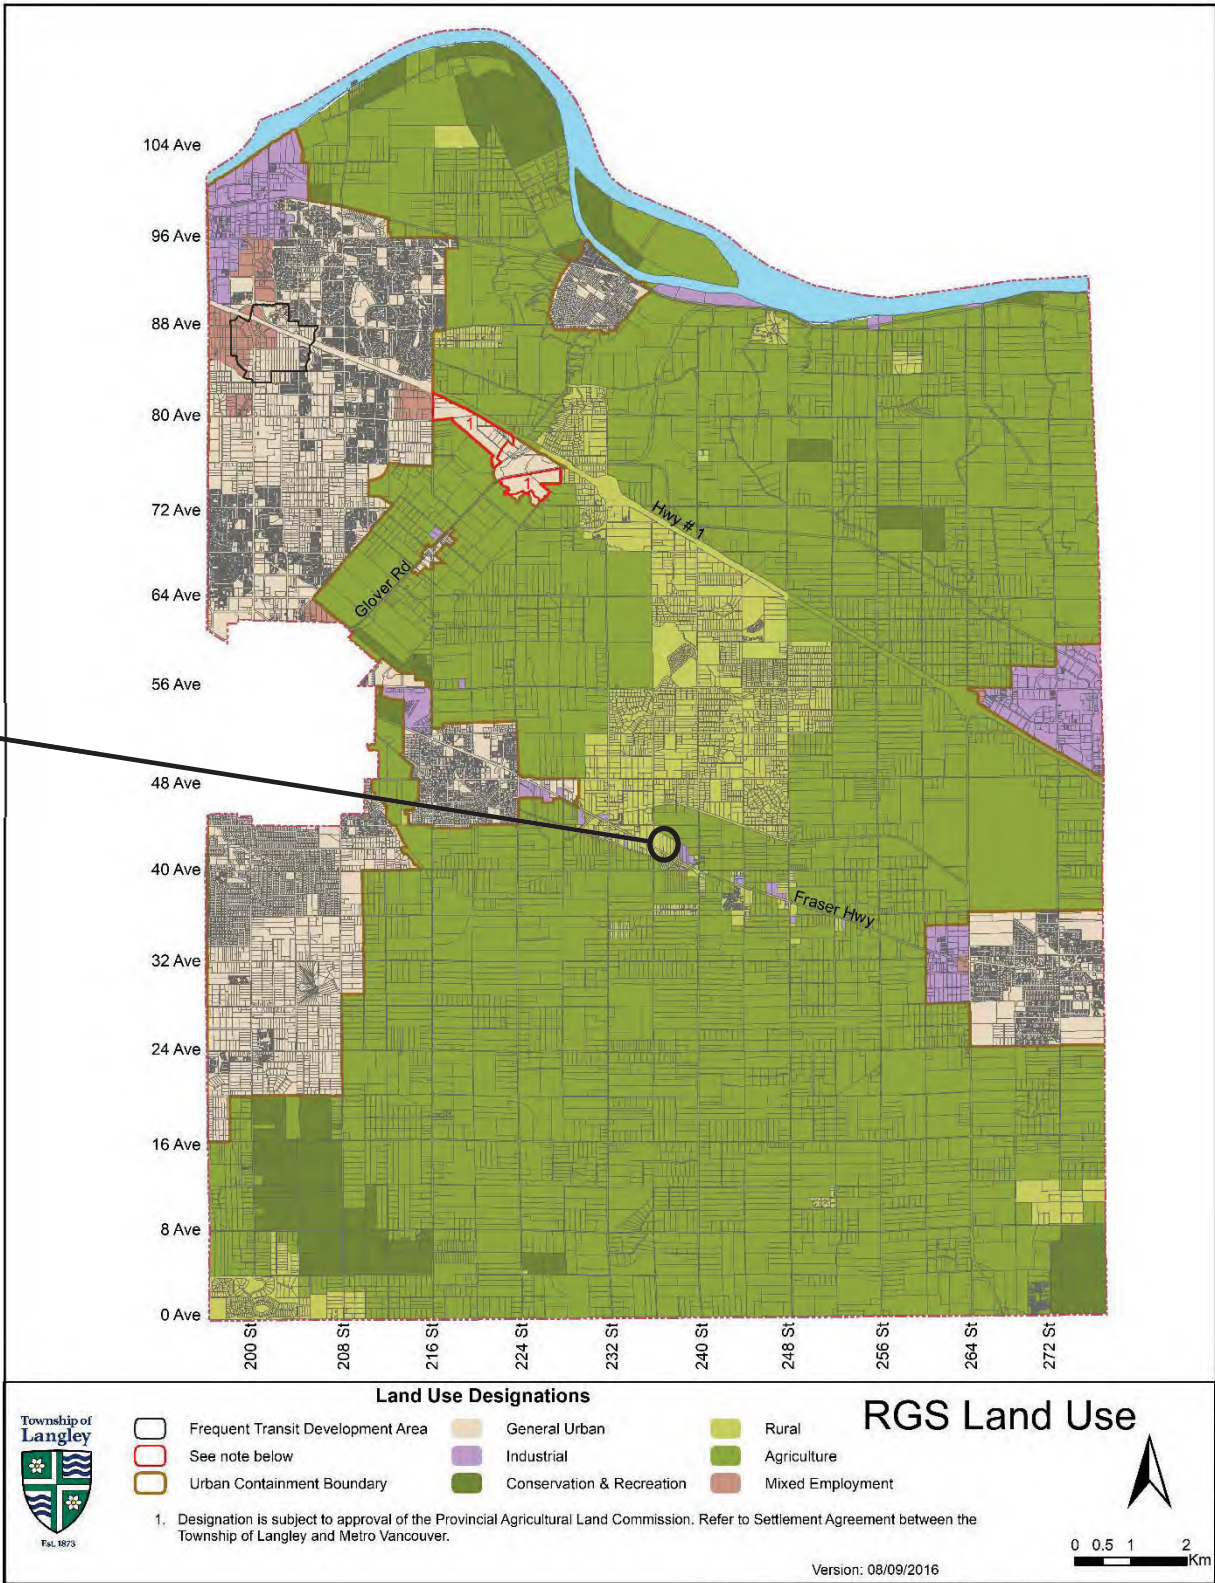 104 Ave
96 Ave
88 Ave
80 Ave
1
1
72 Ave
Hwy # 1
64 Ave
Glover Rd
56 Ave
48 Ave
40 Ave
Fraser Hwy
32 Ave
24 Ave
16 Ave
8 Ave
0 Ave
200 St
208 St
216 St
224 St
232 St
240 St
248 St
256 St
264 St
272 St
Land Use Designations
RGS Land Use
Township of
Langley
Est. 1873
Frequent Transit Development Area
General Urban
Rural
See note below
Industrial
Agriculture
Urban Containment Boundary
Conservation & Recreation
Mixed Employment
1. Designation is subject to approval of the Provincial Agricultural Land Commission. Refer to Settlement Agreement between the
Township of Langley and Metro Vancouver.
0 0.5 1 2
Km
Version: 08/09/2016